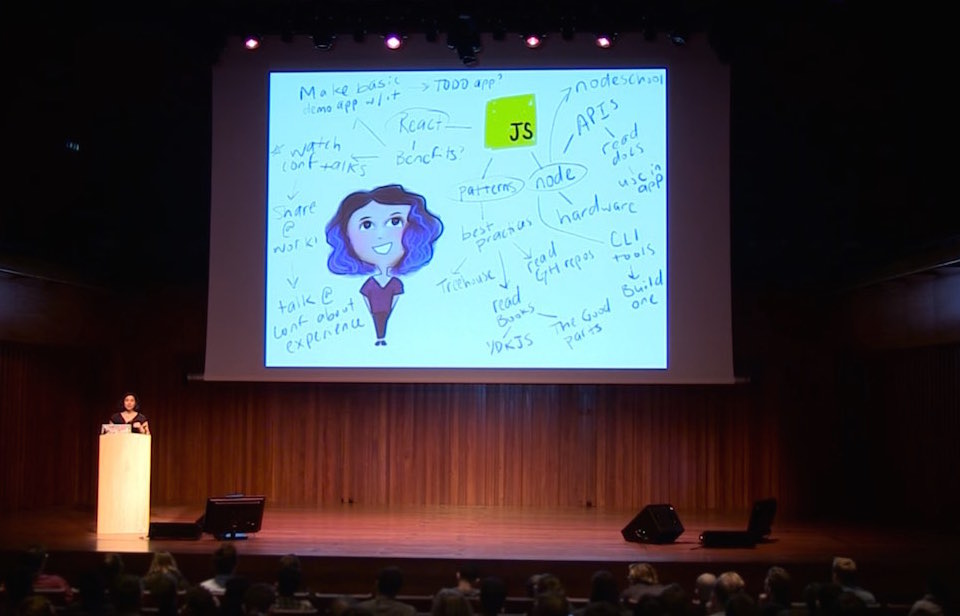 Make basic
demo app w/it
TODO app?
React
Benefits?
* watch
conf talks
Share
@
work!
talk @
conf about
experience
JS
patterns
best
practices
Treehouse
read
GH repos
read
Books
YDKJS
The Good
parts
node
nodeschool
APIs
read
docs
use in
app
hardware
CLI
tools
Build
one